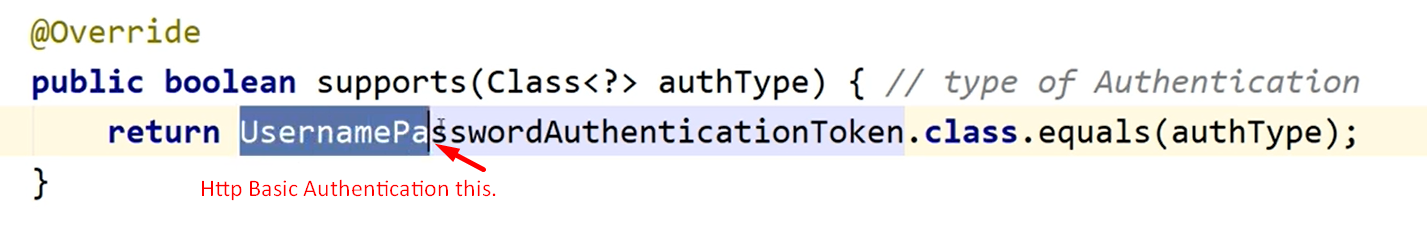 @Override
public boolean supports(Class<?> authType) { // type of Authentication
return UsernamePasswordAuthenticationToken.class.equals(authType);
}
Http Basic Authentication this.